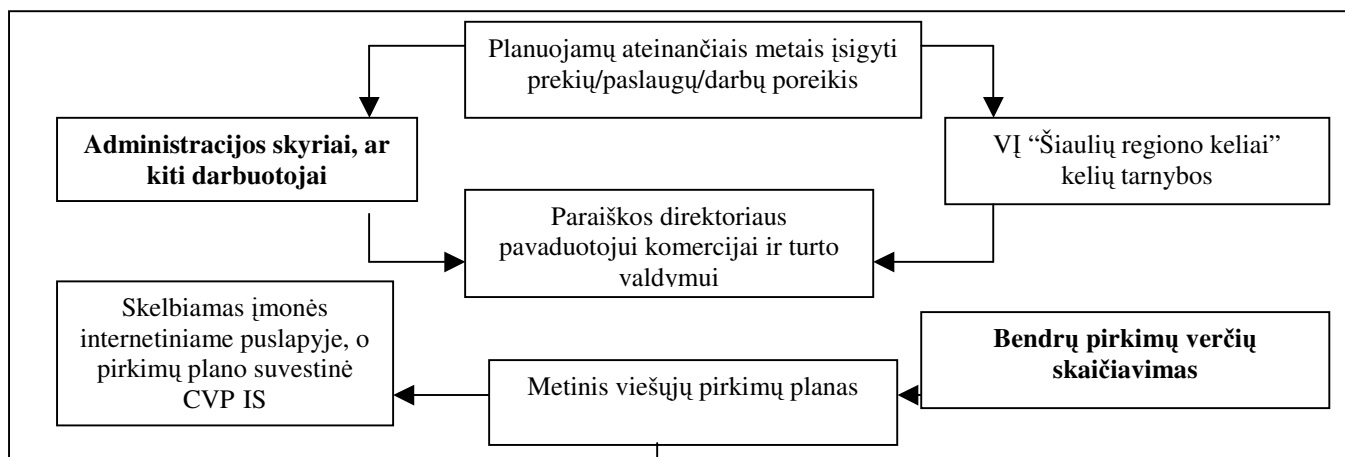 Planuojamų ateinančiais metais įsigyti
prekių/paslaugų/darbų poreikis
Administracijos skyriai, ar
kiti darbuotojai
VĮ “Šiaulių regiono keliai”
kelių tarnybos
Paraiškos direktoriaus
pavaduotojui komercijai ir turto
valdymui
Skelbiamas įmonės
internetiniame puslapyje, o
pirkimų plano suvestinė
CVP IS
Bendrų pirkimų verčių
skaičiavimas
Metinis viešųjų pirkimų planas